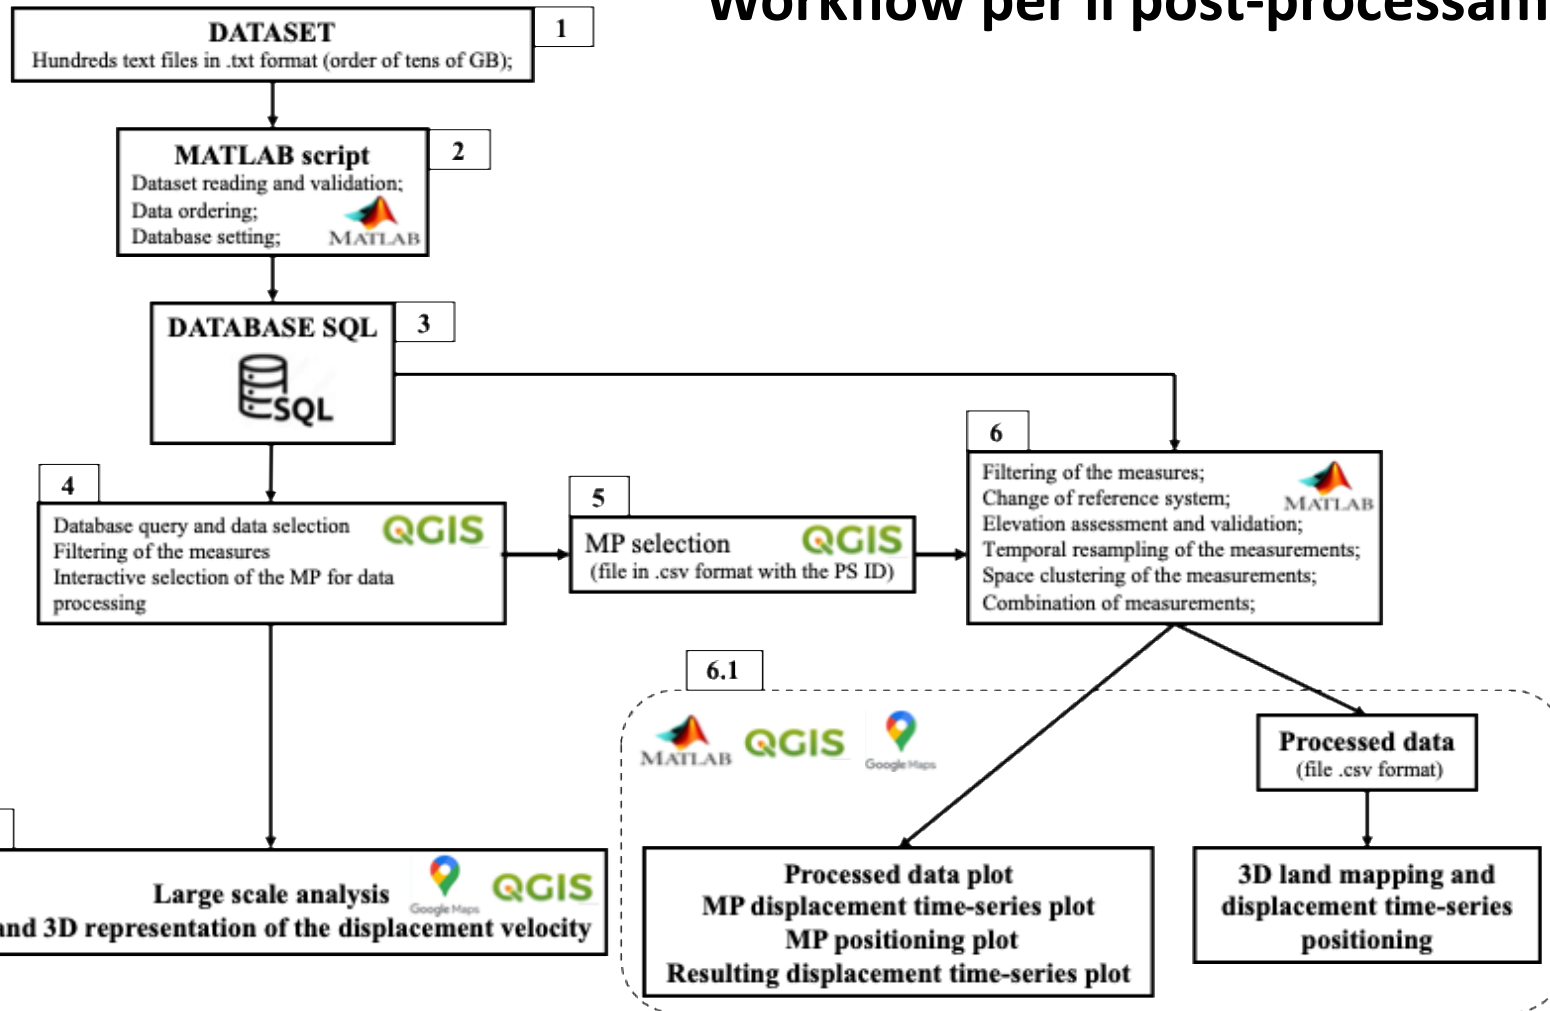 Workflow per il post-processam
1
DATASET
Hundreds text files in .txt format (order of tens of GB);
2
MATLAB script
Dataset reading and validation;
Data ordering;
Database setting;
MATLAB
3
DATABASE SQL
SQL
4
Database query and data selection
Filtering of the measures
Interactive selection of the MP for data
processing
QGIS
5
MP selection
(file in .csv format with the PS ID)
QGIS
6
Filtering of the measures;
Change of reference system;
Elevation assessment and validation;
Temporal resampling of the measurements;
Space clustering of the measurements;
Combination of measurements;
MATLAB
6.1
MATLAB
QGIS
Google Maps
Processed data
(file .csv format)
Large scale analysis
and 3D representation of the displacement velocity
Google Maps
QGIS
Processed data plot
MP displacement time-series plot
MP positioning plot
Resulting displacement time-series plot
3D land mapping and
displacement time-series
positioning